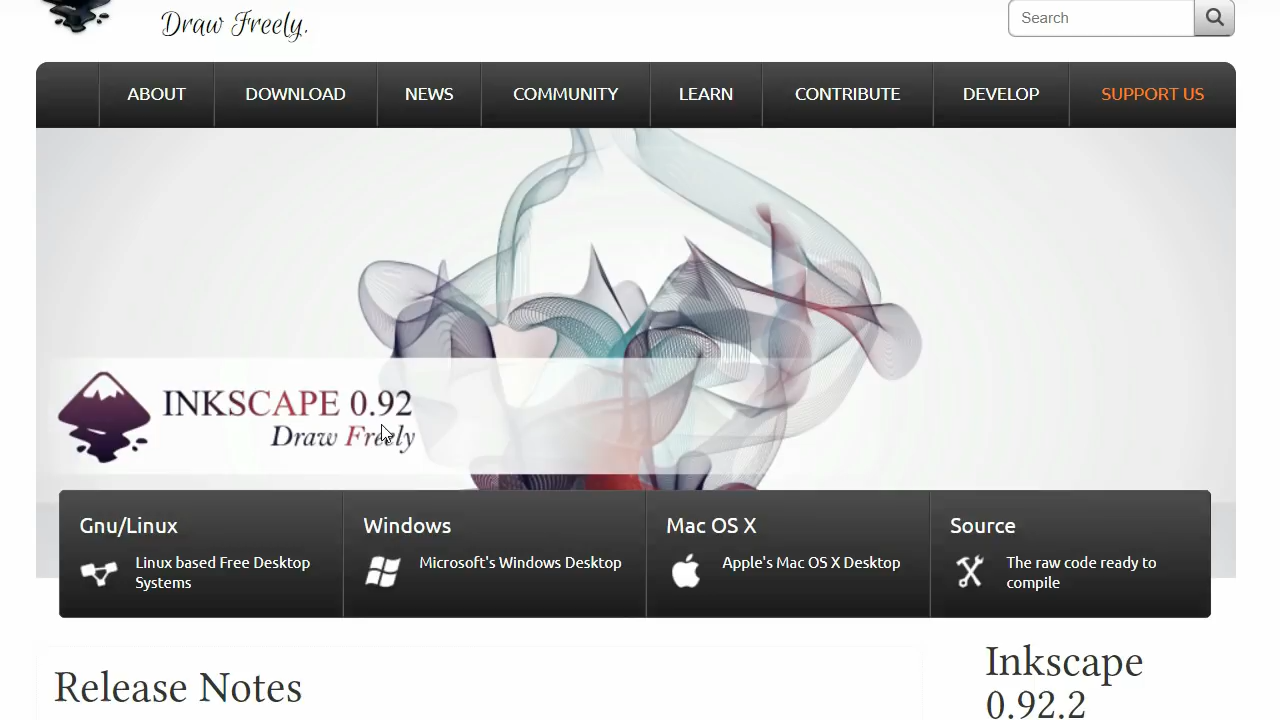 Draw Freely.
Search
ABOUT DOWNLOAD NEWS COMMUNITY LEARN CONTRIBUTE DEVELOP SUPPORT US
INKSCAPE 0.92
Draw Freely
Gnu/Linux
Linux based Free Desktop
Systems
Windows
Microsoft's Windows Desktop
Mac OS X
Apple's Mac OS X Desktop
Source
The raw code ready to
compile
Release Notes
Inkscape
0.92.2